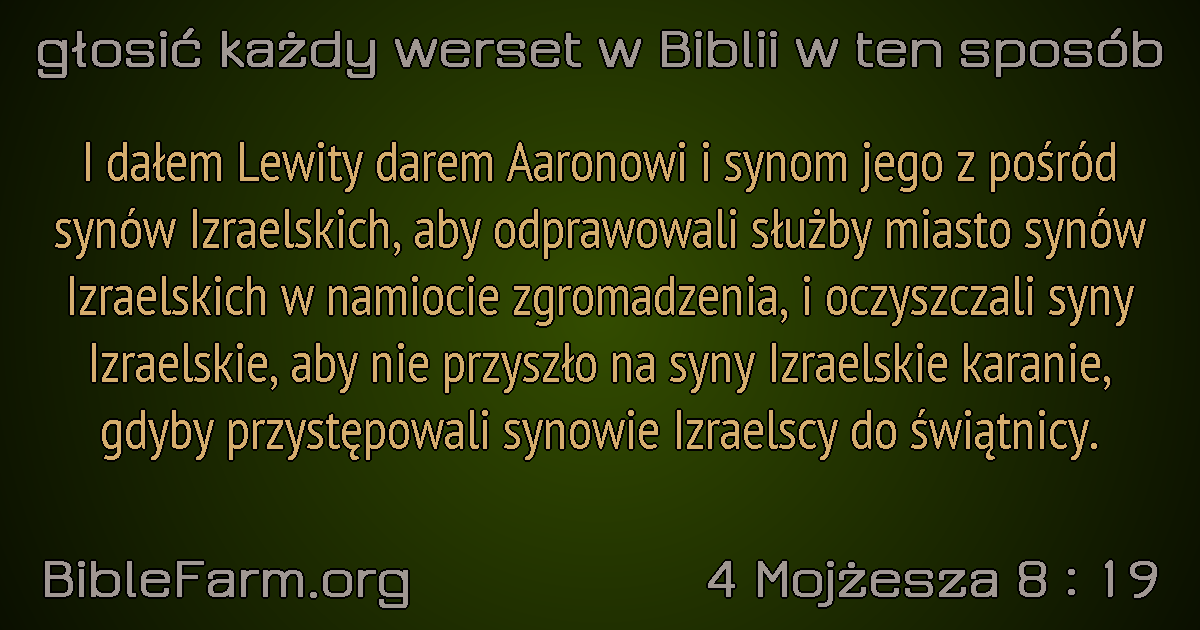 głosić każdy werset w Biblii w ten sposób
I dałem Lewity darem Aaronowi i synom jego z pośród
synów Izraelskich, aby odprawowali służby miasto synów
Izraelskich w namiocie zgromadzenia, i oczyszczali syny
Izraelskie, aby nie przyszło na syny Izraelskie karanie,
gdyby przystępowali synowie Izraelscy do świątnicy.
BibleFarm.org
4 Mojżesza 8 : 19